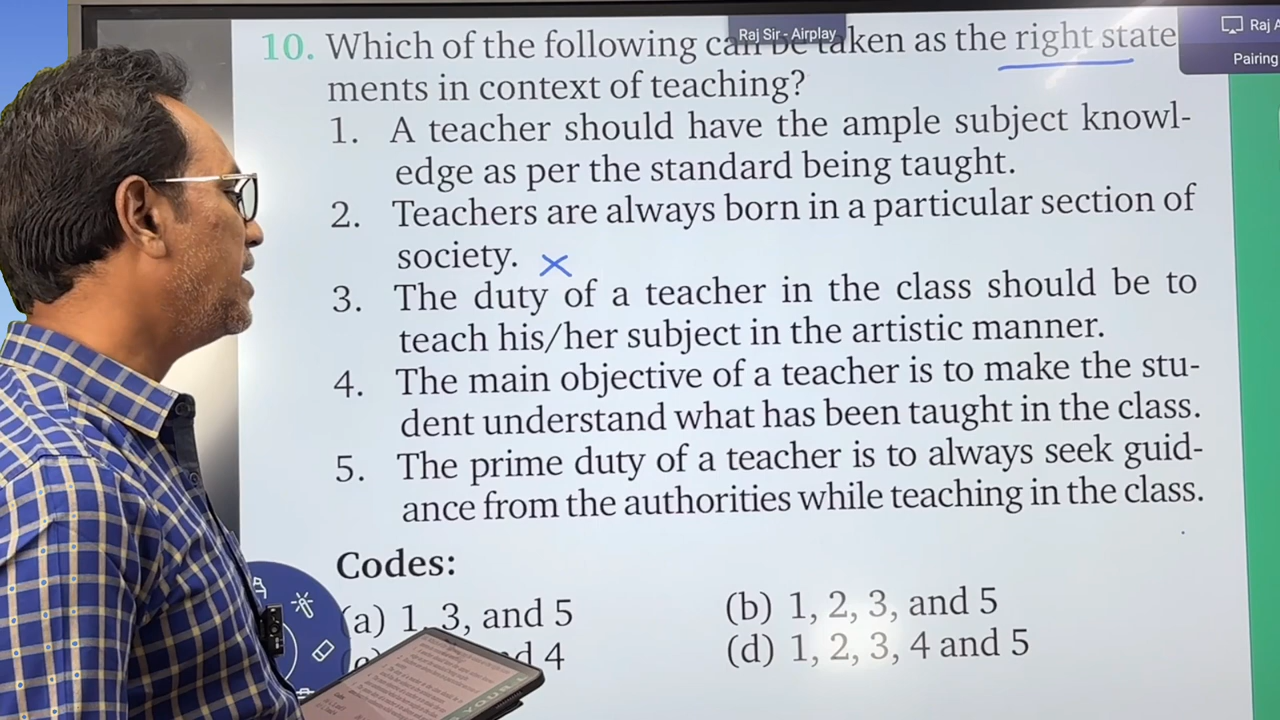 Raj Sir - Airplay
Raj A
Pairing
10. Which of the following can be taken as the right state
ments in context of teaching?
1. A teacher should have the ample subject knowl-
edge as per the standard being taught.
2. Teachers are always born in a particular section of
society.
3. The duty of a teacher in the class should be to
teach his/her subject in the artistic manner.
4. The main objective of a teacher is to make the stu-
dent understand what has been taught in the class.
5. The prime duty of a teacher is to always seek guid-
ance from the authorities while teaching in the class.
Codes:
(a) 1, 3, and 5
(b) 1, 2, 3, and 5
4
(d) 1, 2, 3, 4 and 5